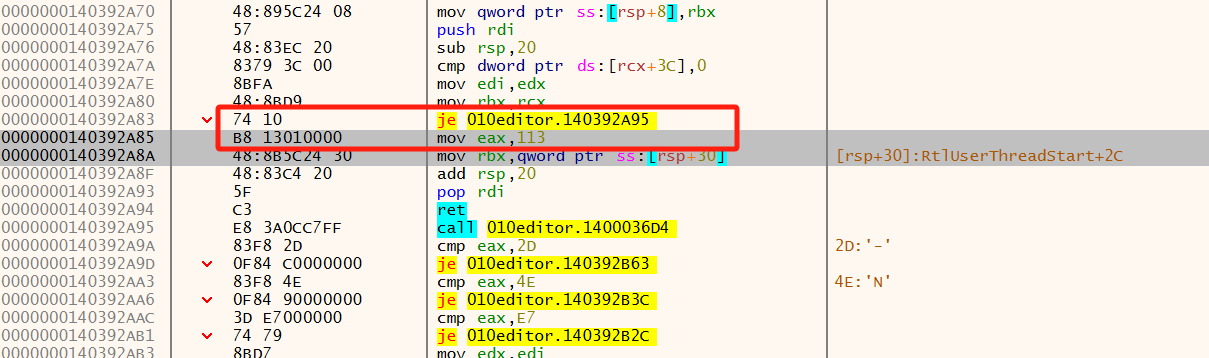 0000000140392A70 48:895C24 08 mov qword ptr ss:[rsp+8],rbx
0000000140392A75 57 push rdi
0000000140392A76 48:83EC 20 sub rsp,20
0000000140392A7A 8379 3C 00 cmp dword ptr ds:[rcx+3C],0
0000000140392A7E 8BFA mov edi,edx
0000000140392A80 48:8BD9 mov rbx,rcx
0000000140392A83 74 10 je 010editor.140392A95
0000000140392A85 B8 13010000 mov eax,113
0000000140392A8A 48:8B5C24 30 mov rbx,qword ptr ss:[rsp+30] [rsp+30]:RtlUserThreadStart+2C
0000000140392A8F 48:83C4 20 add rsp,20
0000000140392A93 5F pop rdi
0000000140392A94 C3 ret
0000000140392A95 E8 3A0CC7FF call 010editor.1400036D4
0000000140392A9A 83F8 2D cmp eax,2D 2D:'-'
0000000140392A9D 0F84 C0000000 je 010editor.140392B63
0000000140392AA3 83F8 4E cmp eax,4E 4E:'N'
0000000140392AA6 0F84 90000000 je 010editor.140392B3C
0000000140392AAC 3D E7000000 cmp eax,E7
0000000140392AB1 74 79 je 010editor.140392B2C
0000000140392AB3 8BD7 mov edx,edi